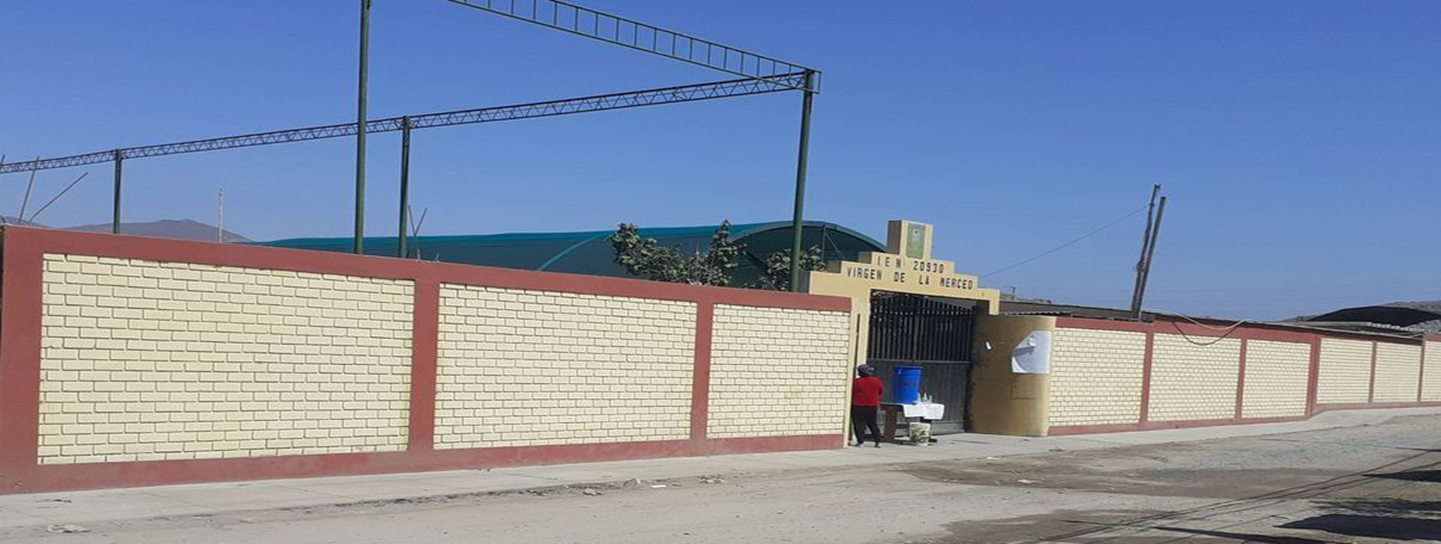 I.E.N° 20930
VIRGEN DE LA MERCED